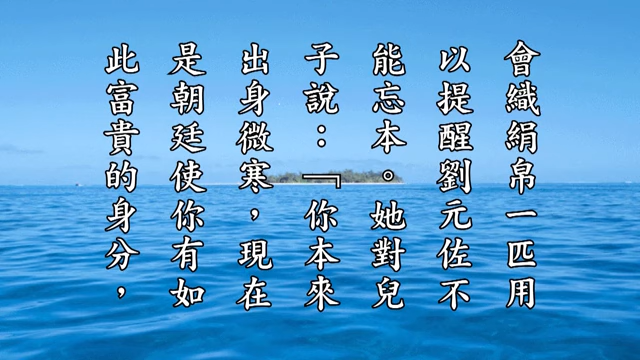 會織絹帛一匹用
以提醒劉元佐不
能忘本。她對兒
子說：「你本來
出身微寒，現在
是朝廷使你有如
此富貴的身分，